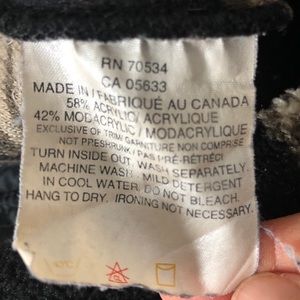 RN 70534
CA 05633
MADE IN / FABRIQUÉ AU CANADA
58% ACRYLIC / ACRYLIQUE
42% MODACRYLIC / MODACRYLIQUE
EXCLUSIVE OF TRIM / GARNITURE NON COMPRISE
NOT PRESHRUNK / PAS PRÉ-RÉTRÉCI
TURN INSIDE OUT. WASH SEPARATELY.
MACHINE WASH. MILD DETERGENT
IN COOL WATER. DO NOT BLEACH.
HANG TO DRY. IRONING NOT NECESSARY.